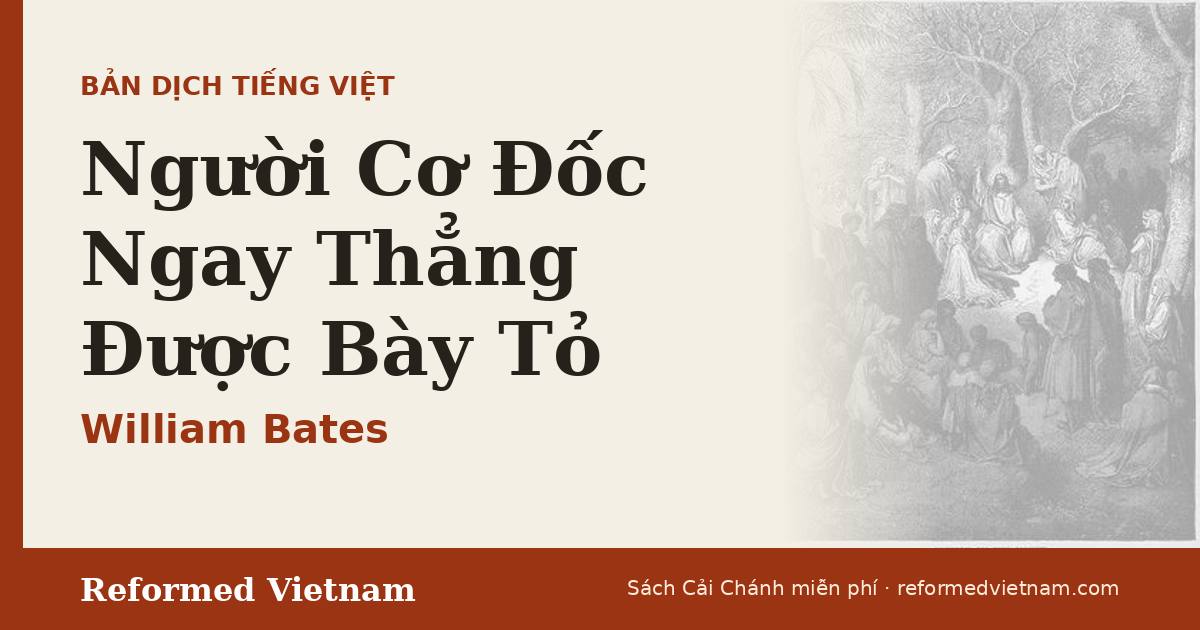 BẢN DỊCH TIẾNG VIỆT
Người Cơ Đốc
Ngay Thẳng
Được Bày Tỏ
William Bates
Reformed Vietnam
Sách Cải Chánh miễn phí · reformedvietnam.com